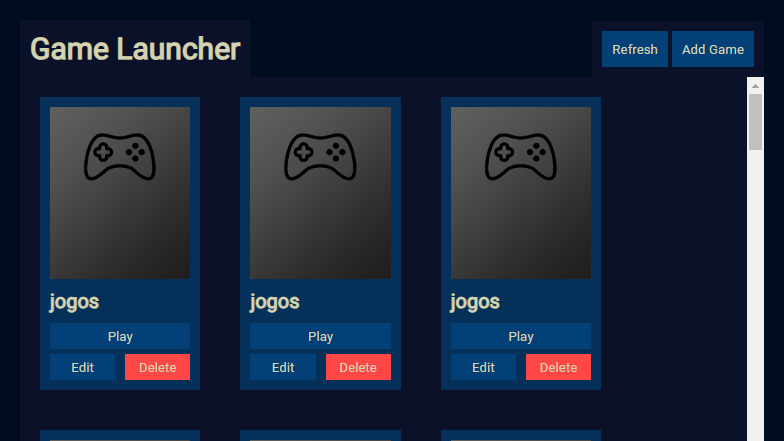 Game Launcher
Refresh Add Game
jogos jogos jogos
Play Play Play
Edit Delete Edit Delete Edit Delete